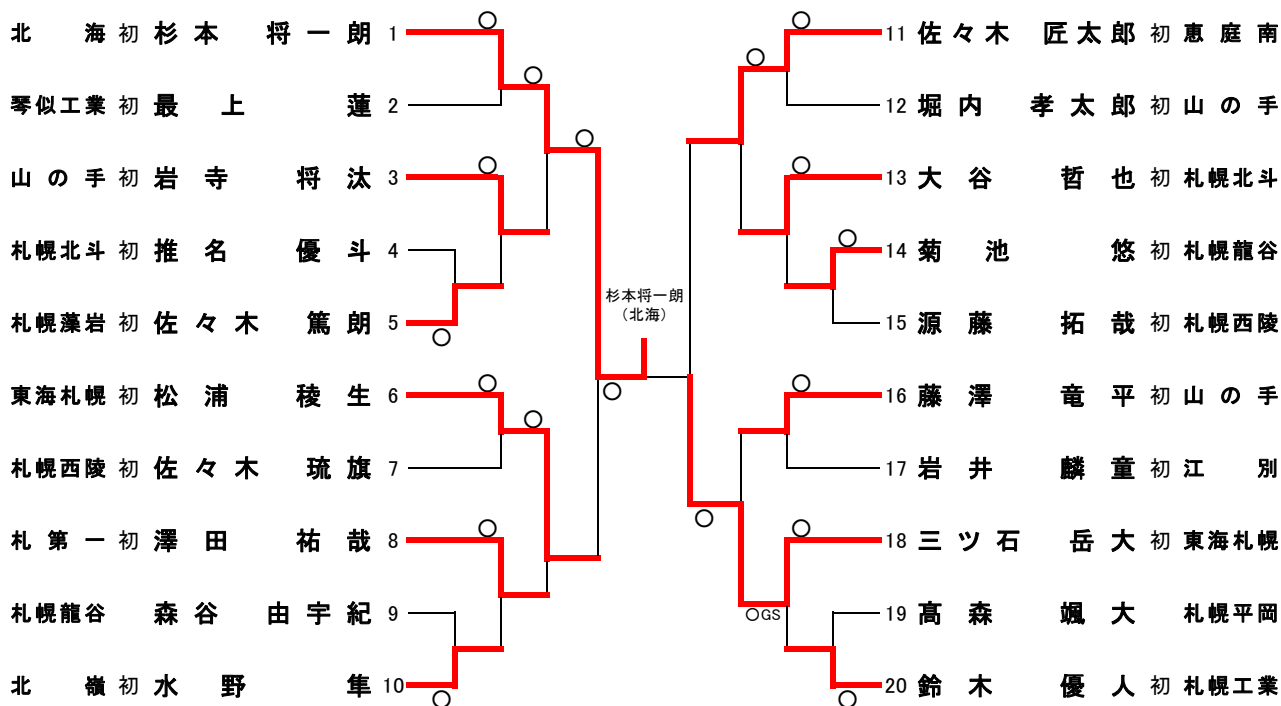 北海 初 杉本 将一朗 1
琴似工業 初 最上 蓮 2
山の手 初 岩寺 将汰 3
札幌北斗 初 推名 優斗 4
札幌藻岩 初 佐々木 篤朗 5
東海札幌 初 松浦 稜生 6
札幌西陵 初 佐々木 琉旗 7
札第一 初 澤田 祐哉 8
札幌龍谷 森谷 由宇紀 9
北嶺 初 水野 隼 10
杉本将一朗
(北海)
○GS
11 佐々木 匠太郎 初 恵庭南
12 堀内 孝太郎 初 山の手
13 大谷 哲也 初 札幌北斗
14 菊池 悠 初 札幌龍谷
15 源藤 拓哉 初 札幌西陵
16 藤澤 竜平 初 山の手
17 岩井 麟童 初 江別
18 三ツ石 岳大 初 東海札幌
19 髙森 颯大 札幌平岡
20 鈴木 優人 初 札幌工業